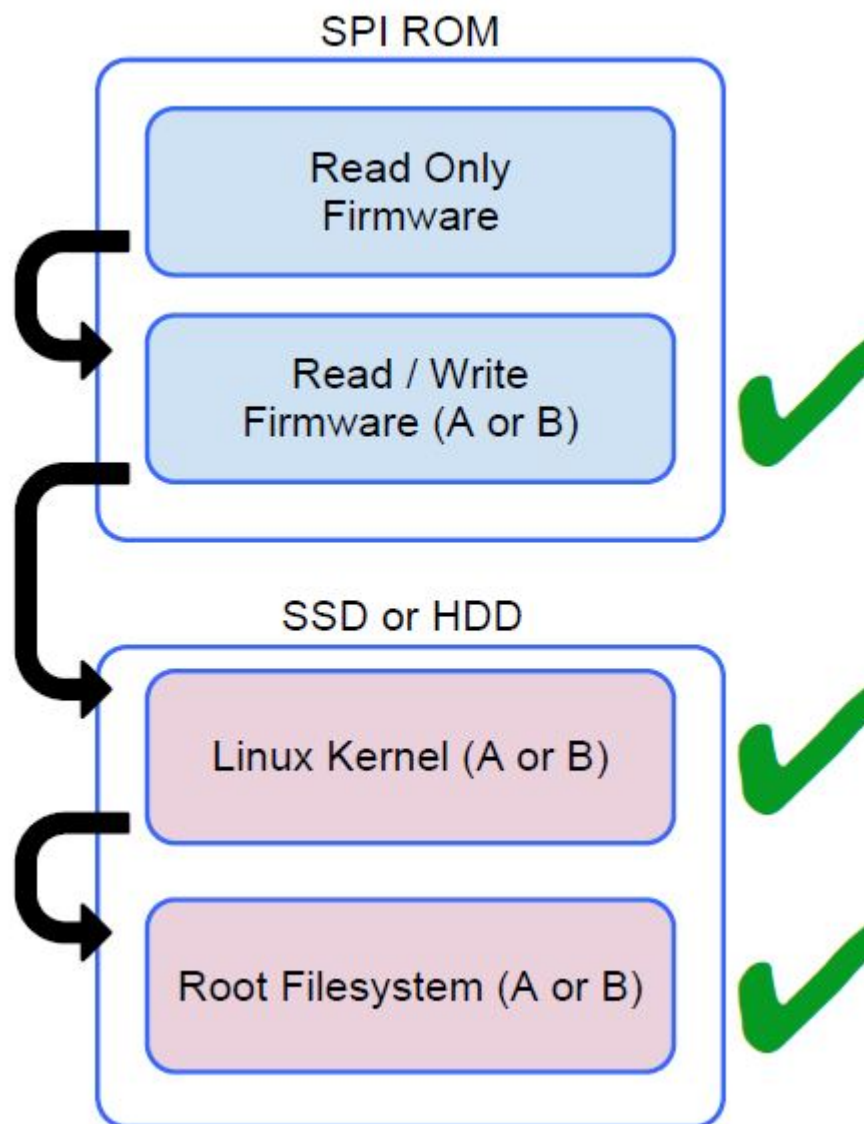 SPI ROM
Read Only
Firmware
Read / Write
Firmware (A or B)
SSD or HDD
Linux Kernel (A or B)
Root Filesystem (A or B)